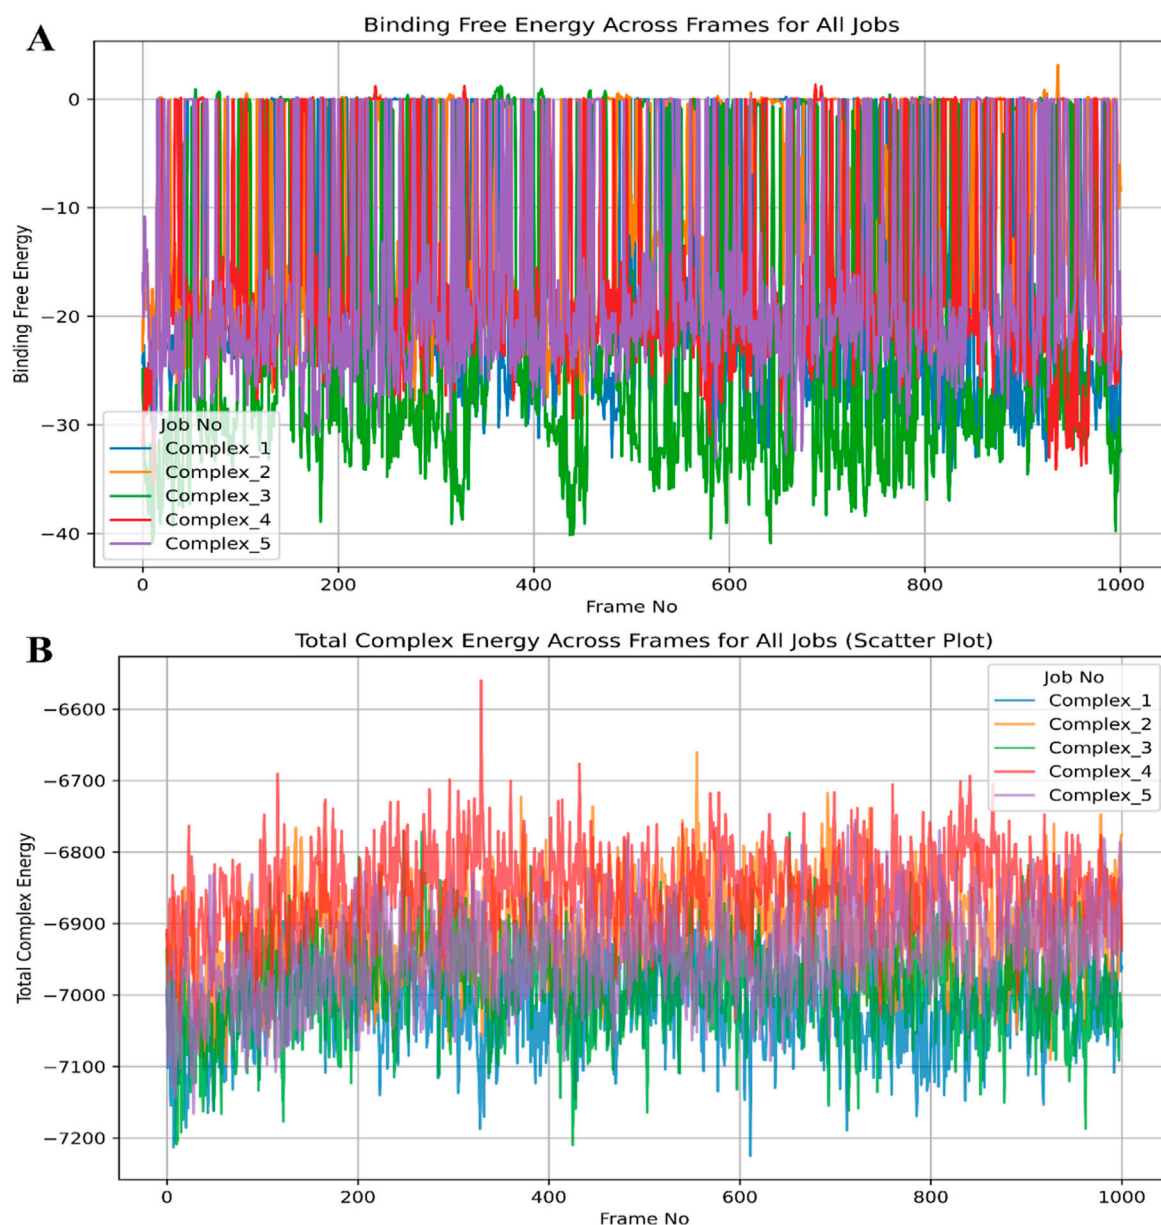 A
Binding Free Energy Across Frames for All Jobs
Binding Free Energy
0
−10
−20
−30
−40
Job No
Complex_1
Complex_2
Complex_3
Complex_4
Complex_5
0
200
400
600
800
1000
Frame No
B
Total Complex Energy Across Frames for All Jobs (Scatter Plot)
Total Complex Energy
−6600
−6700
−6800
−6900
−7000
−7100
−7200
Job No
Complex_1
Complex_2
Complex_3
Complex_4
Complex_5
0
200
400
600
800
1000
Frame No